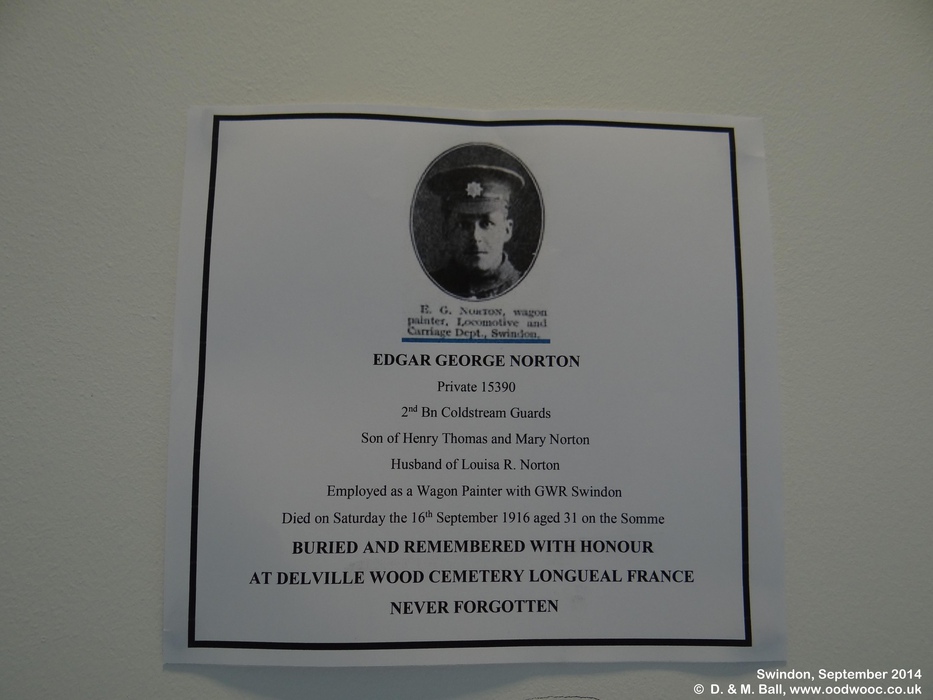 E. G. NORTON, wagon
painter, Locomotive and
Carriage Dept., Swindon.
EDGAR GEORGE NORTON
Private 15390
2nd Bn Coldstream Guards
Son of Henry Thomas and Mary Norton
Husband of Louisa R. Norton
Employed as a Wagon Painter with GWR Swindon
Died on Saturday the 16th September 1916 aged 31 on the Somme
BURIED AND REMEMBERED WITH HONOUR
AT DELVILLE WOOD CEMETERY LONGUEAL FRANCE
NEVER FORGOTTEN
Swindon, September 2014
© D. & M. Ball, www.oodwooc.co.uk